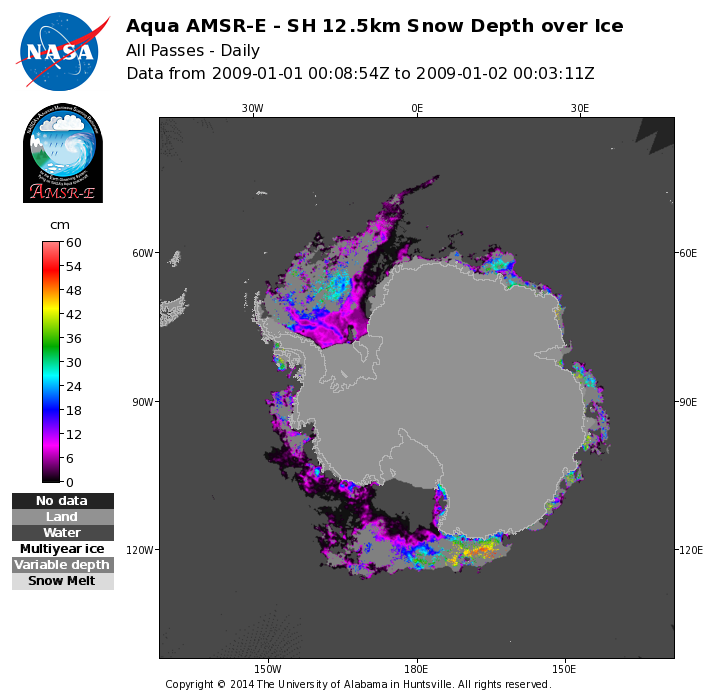 NASA
Aqua AMSR-E - SH 12.5km Snow Depth over Ice
All Passes - Daily
Data from 2009-01-01 00:08:54Z to 2009-01-02 00:03:11Z
AMSR-E
30W 0E 30E
cm
60
54
48
42
36
30
24
18
12
6
0
60W 60E
90W 90E
120W 120E
No data
Land
Water
Multiyear ice
Variable depth
Snow Melt
150W 180E 150E
Copyright © 2014 The University of Alabama in Huntsville. All rights reserved.